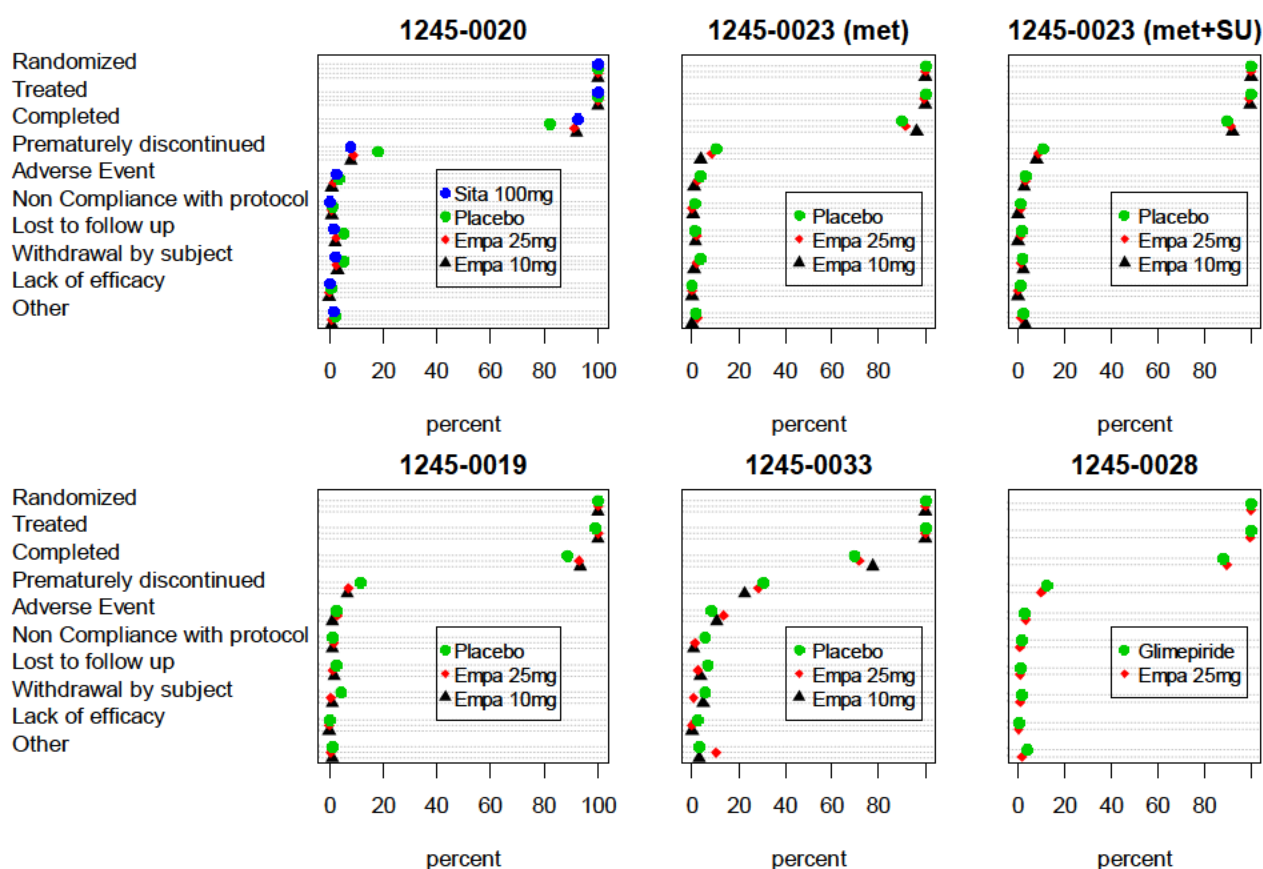 1245-0020 1245-0023 (met) 1245-0023 (met+SU)
Randomized
Treated
Completed
Prematurely discontinued
Adverse Event
Non Compliance with protocol
Lost to follow up
Withdrawal by subject
Lack of efficacy
Other
Sita 100mg
Placebo
Empa 25mg
Empa 10mg
Placebo
Empa 25mg
Empa 10mg
Placebo
Empa 25mg
Empa 10mg
0 20 40 60 80 100 0 20 40 60 80 0 20 40 60 80
percent percent percent
1245-0019 1245-0033 1245-0028
Randomized
Treated
Completed
Prematurely discontinued
Adverse Event
Non Compliance with protocol
Lost to follow up
Withdrawal by subject
Lack of efficacy
Other
Placebo
Empa 25mg
Empa 10mg
Placebo
Empa 25mg
Empa 10mg
Glimepiride
Empa 25mg
0 20 40 60 80 100 0 20 40 60 80 0 20 40 60 80
percent percent percent